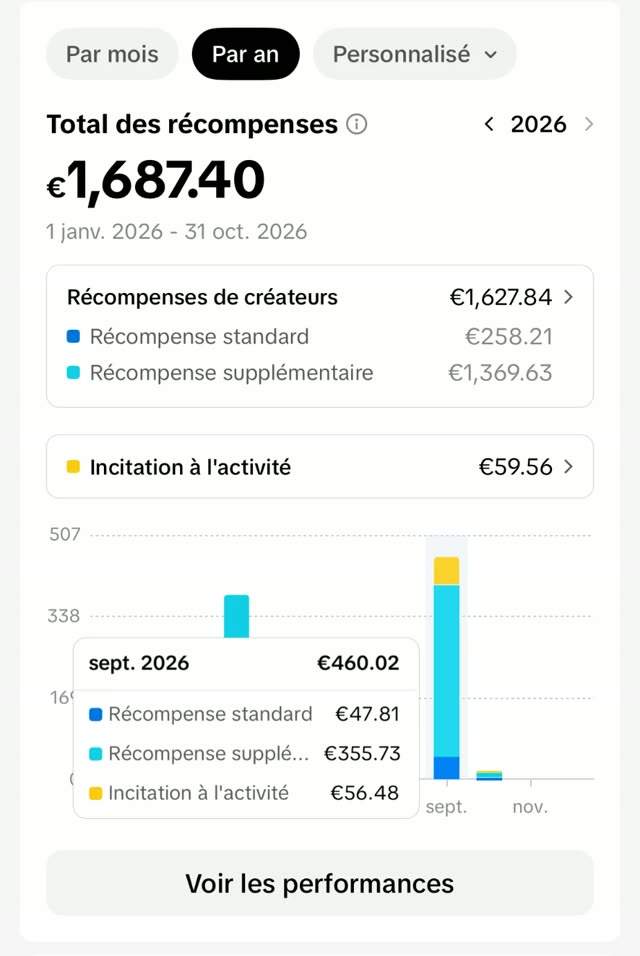 Par mois Par an Personnalisé
Total des récompenses 2026
€1,687.40
1 janv. 2026 - 31 oct. 2026
Récompenses de créateurs €1,627.84
Récompense standard €258.21
Récompense supplémentaire €1,369.63
Incitation à l'activité €59.56
507
338
sept. 2026 €460.02
Récompense standard €47.81
Récompense supplé... €355.73
Incitation à l'activité €56.48
sept. nov.
Voir les performances